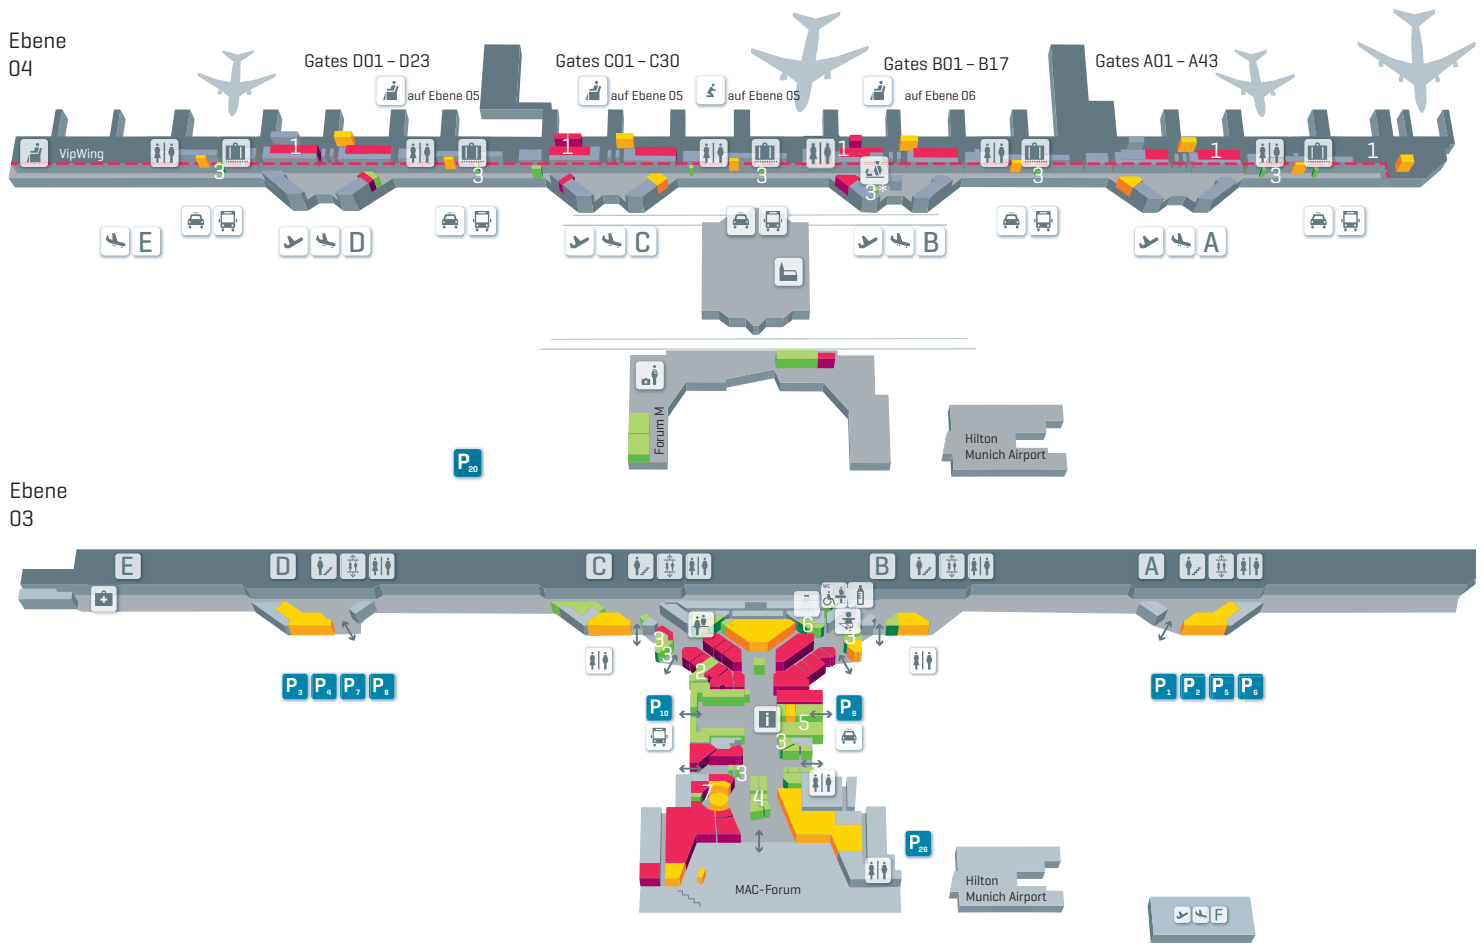 Ebene
04
Gates D01 – D23
Gates C01 – C30
Gates B01 – B17
Gates A01 – A43
auf Ebene 05
auf Ebene 05
auf Ebene 05
auf Ebene 06
VipWing
1
1
1
1
1
3
3
3
3*
3
3
E
D
C
B
A
Forum M
Hilton
Munich Airport
P20
Ebene
03
E
D
C
B
A
WC
6
3
3
3
2
P3
P4
P7
P8
P1
P2
P5
P6
P10
i
P9
5
3
3
7
4
P26
MAC-Forum
Hilton
Munich Airport
F